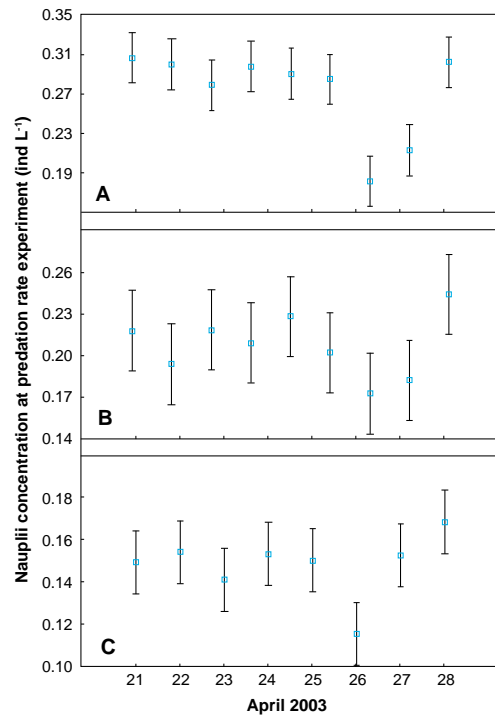 Nauplii concentration at predation rate experiment (ind L⁻¹)
0.35
0.31
0.27
0.23
0.19
A
0.26
0.23
0.20
0.17
0.14
B
0.18
0.16
0.14
0.12
0.10
C
21 22 23 24 25 26 27 28
April 2003